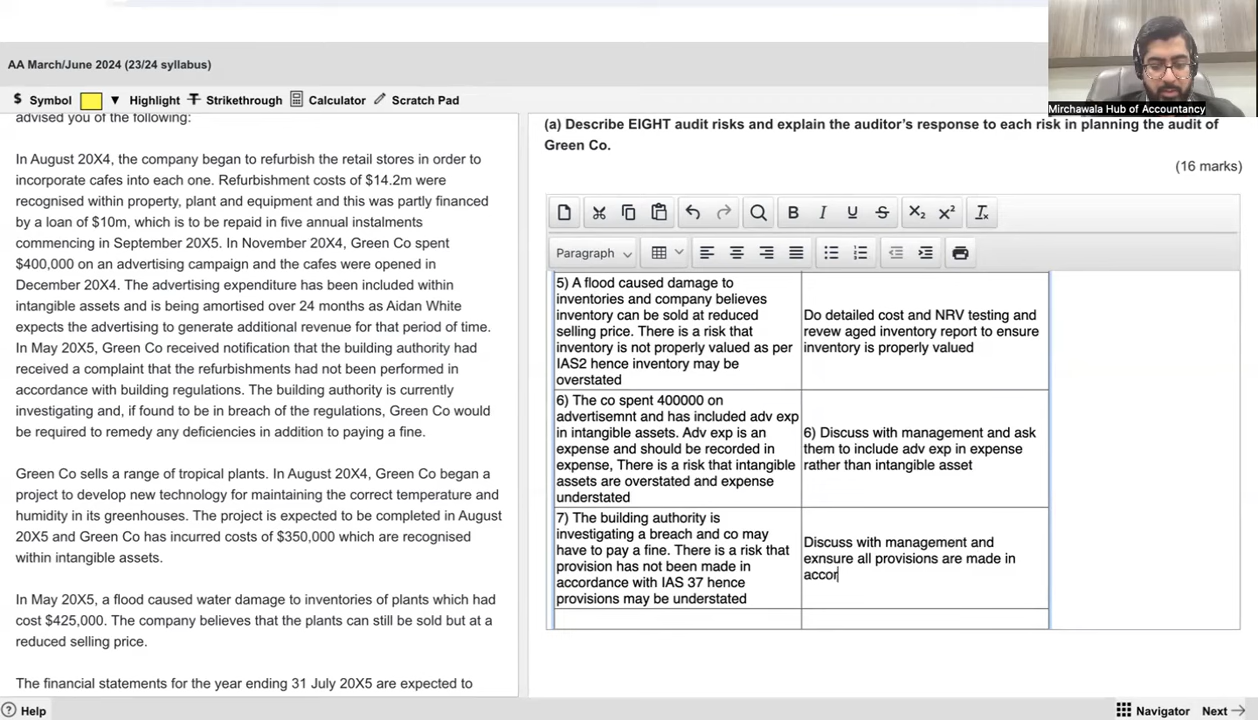 AA March/June 2024 (23/24 syllabus)
$ Symbol Highlight Strikethrough Calculator Scratch Pad
Mirchawala Hub of Accountancy
advised you of the following:
In August 20X4, the company began to refurbish the retail stores in order to
incorporate cafes into each one. Refurbishment costs of $14.2m were
recognised within property, plant and equipment and this was partly financed
by a loan of $10m, which is to be repaid in five annual instalments
commencing in September 20X5. In November 20X4, Green Co spent
$400,000 on an advertising campaign and the cafes were opened in
December 20X4. The advertising expenditure has been included within
intangible assets and is being amortised over 24 months as Aidan White
expects the advertising to generate additional revenue for that period of time.
In May 20X5, Green Co received notification that the building authority had
received a complaint that the refurbishments had not been performed in
accordance with building regulations. The building authority is currently
investigating and, if found to be in breach of the regulations, Green Co would
be required to remedy any deficiencies in addition to paying a fine.
Green Co sells a range of tropical plants. In August 20X4, Green Co began a
project to develop new technology for maintaining the correct temperature and
humidity in its greenhouses. The project is expected to be completed in August
20X5 and Green Co has incurred costs of $350,000 which are recognised
within intangible assets.
In May 20X5, a flood caused water damage to inventories of plants which had
cost $425,000. The company believes that the plants can still be sold but at a
reduced selling price.
The financial statements for the year ending 31 July 20X5 are expected to
(a) Describe EIGHT audit risks and explain the auditor's response to each risk in planning the audit of
Green Co.
(16 marks)
B I U S X₂ X² Tx
Paragraph
5) A flood caused damage to
inventories and company believes
inventory can be sold at reduced
selling price. There is a risk that
inventory is not properly valued as per
IAS2 hence inventory may be
overstated
Do detailed cost and NRV testing and
revew aged inventory report to ensure
inventory is properly valued
6) The co spent 400000 on
advertisemnt and has included adv exp
in intangible assets. Adv exp is an
expense and should be recorded in
expense, There is a risk that intangible
assets are overstated and expense
understated
6) Discuss with management and ask
them to include adv exp in expense
rather than intangible asset
7) The building authority is
investigating a breach and co may
have to pay a fine. There is a risk that
provision has not been made in
accordance with IAS 37 hence
provisions may be understated
Discuss with management and
exnsure all provisions are made in
accor
Help
Navigator
Next